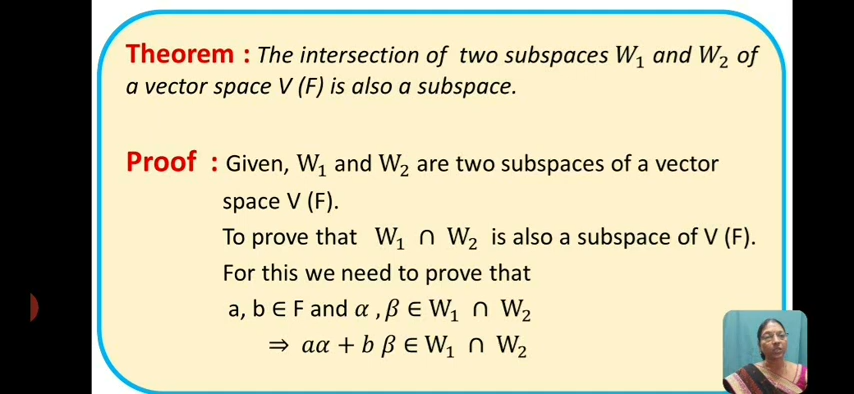 Theorem : The intersection of two subspaces W₁ and W₂ of
a vector space V (F) is also a subspace.
Proof : Given, W₁ and W₂ are two subspaces of a vector
space V (F).
To prove that W₁ ∩ W₂ is also a subspace of V (F).
For this we need to prove that
a, b ∈ F and α , β ∈ W₁ ∩ W₂
⇒ aα + b β ∈ W₁ ∩ W₂